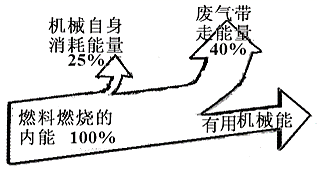 机械自身
消耗能量
25%
废气带
走能量
40%
燃料燃烧的
内能 100%
有用机械能